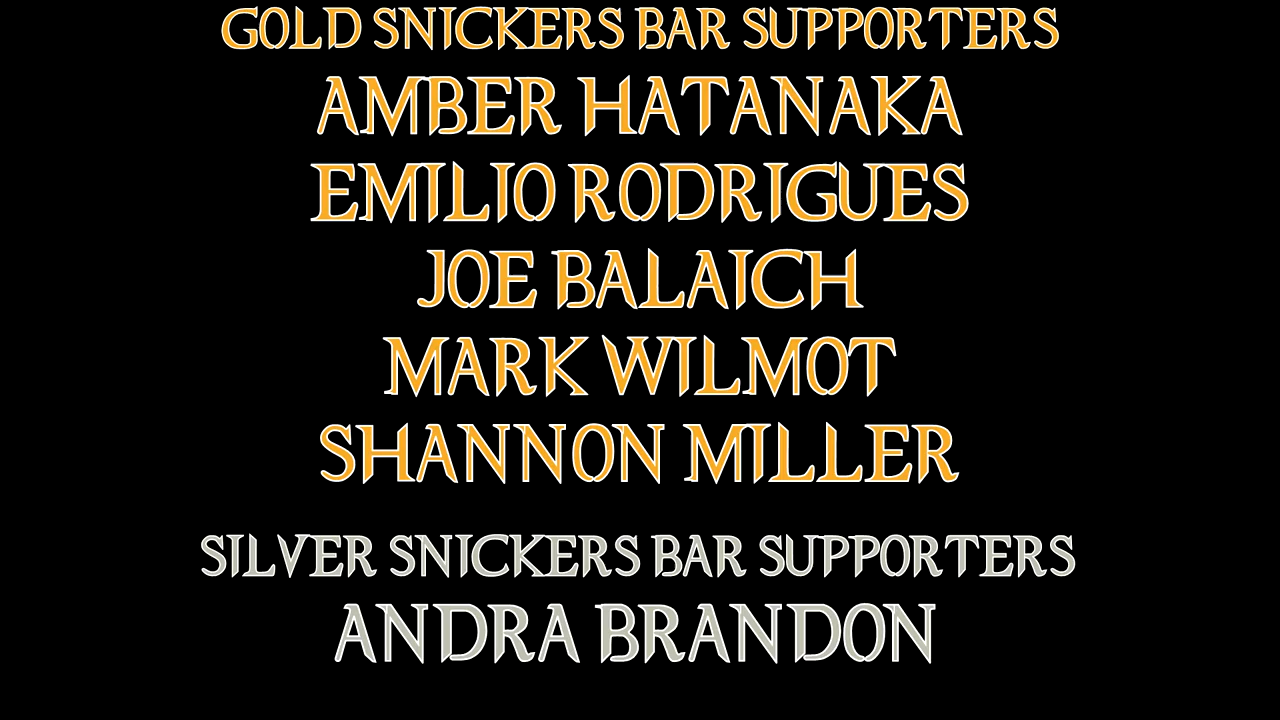 GOLD SNICKERS BAR SUPPORTERS
AMBER HATANAKA
EMILIO RODRIGUES
JOE BALAICH
MARK WILMOT
SHANNON MILLER
SILVER SNICKERS BAR SUPPORTERS
ANDRA BRANDON